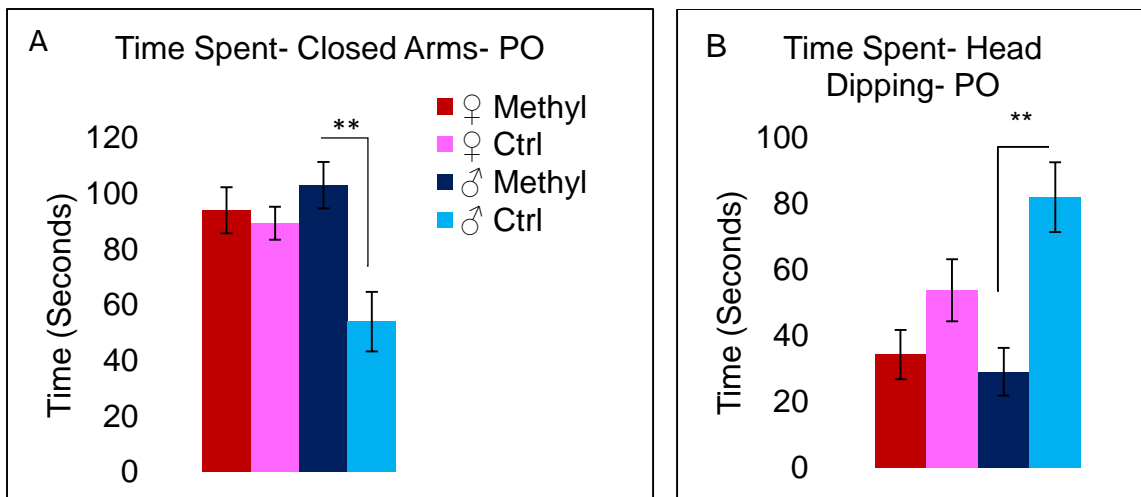 A
Time Spent- Closed Arms- PO
♀ Methyl
♀ Ctrl
♂ Methyl
♂ Ctrl
**
120
100
80
60
40
20
0
Time (Seconds)
B
Time Spent- Head
Dipping- PO
**
100
80
60
40
20
0
Time (Seconds)